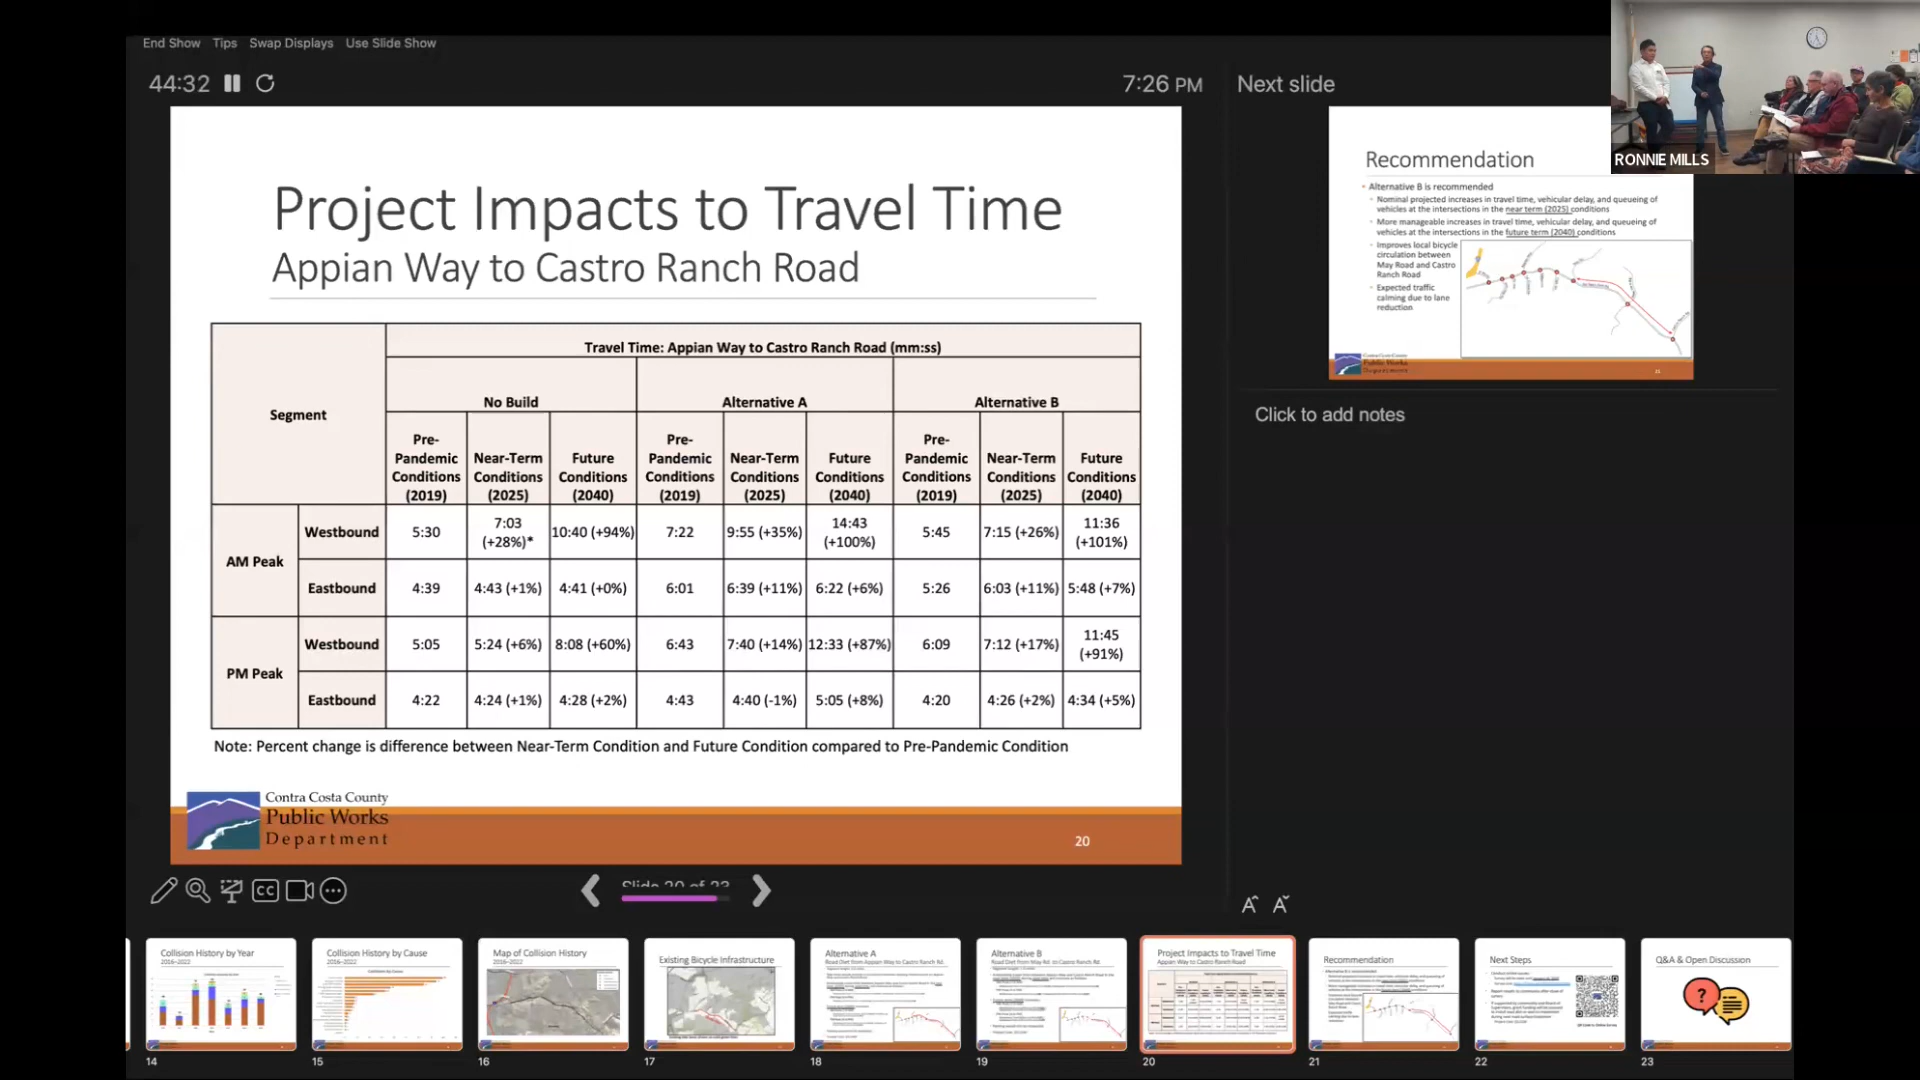 End Show Tips Swap Displays Use Slide Show
44:32
7:26 PM
Next slide
Project Impacts to Travel Time
Appian Way to Castro Ranch Road
Segment
Travel Time: Appian Way to Castro Ranch Road (mm:ss)
No Build
Alternative A
Alternative B
Pre-Pandemic Conditions (2019)
Near-Term Conditions (2025)
Future Conditions (2040)
Pre-Pandemic Conditions (2019)
Near-Term Conditions (2025)
Future Conditions (2040)
Pre-Pandemic Conditions (2019)
Near-Term Conditions (2025)
Future Conditions (2040)
AM Peak
Westbound 5:30 7:03 (+28%)* 10:40 (+94%) 7:22 9:55 (+35%) 14:43 (+100%) 5:45 7:15 (+26%) 11:36 (+101%)
Eastbound 4:39 4:43 (+1%) 4:41 (+0%) 6:01 6:39 (+11%) 6:22 (+6%) 5:26 6:03 (+11%) 5:48 (+7%)
PM Peak
Westbound 5:05 5:24 (+6%) 8:08 (+60%) 6:43 7:40 (+14%) 12:33 (+87%) 6:09 7:12 (+17%) 11:45 (+91%)
Eastbound 4:22 4:24 (+1%) 4:28 (+2%) 4:43 4:40 (-1%) 5:05 (+8%) 4:20 4:26 (+2%) 4:34 (+5%)
Note: Percent change is difference between Near-Term Condition and Future Condition compared to Pre-Pandemic Condition
Contra Costa County
Public Works
Department
20
Slide 20 of 23
CC
RONNIE MILLS
Recommendation
Alternative B is recommended
Nominal projected increases in travel time, vehicular delay, and queueing of
vehicles at the intersections in the near term (2025) conditions
More manageable increases in travel time, vehicular delay, and queueing of
vehicles at the intersections in the future term (2040) conditions
Improves local bicycle
circulation between
May Road and Castro
Ranch Road
Expected traffic
calming due to lane
reduction
Contra Costa County
Public Works
Department
Click to add notes
A A
Collision History by Year
2016–2022
14
Collision History by Cause
2016–2022
15
Map of Collision History
2016–2022
16
Existing Bicycle Infrastructure
17
Alternative A
Road Diet from Appian Way to Castro Ranch Rd.
18
Alternative B
Road Diet from May Rd. to Castro Ranch Rd.
19
Project Impacts to Travel Time
Appian Way to Castro Ranch Road
20
Recommendation
21
Next Steps
22
Q&A & Open Discussion
?
23